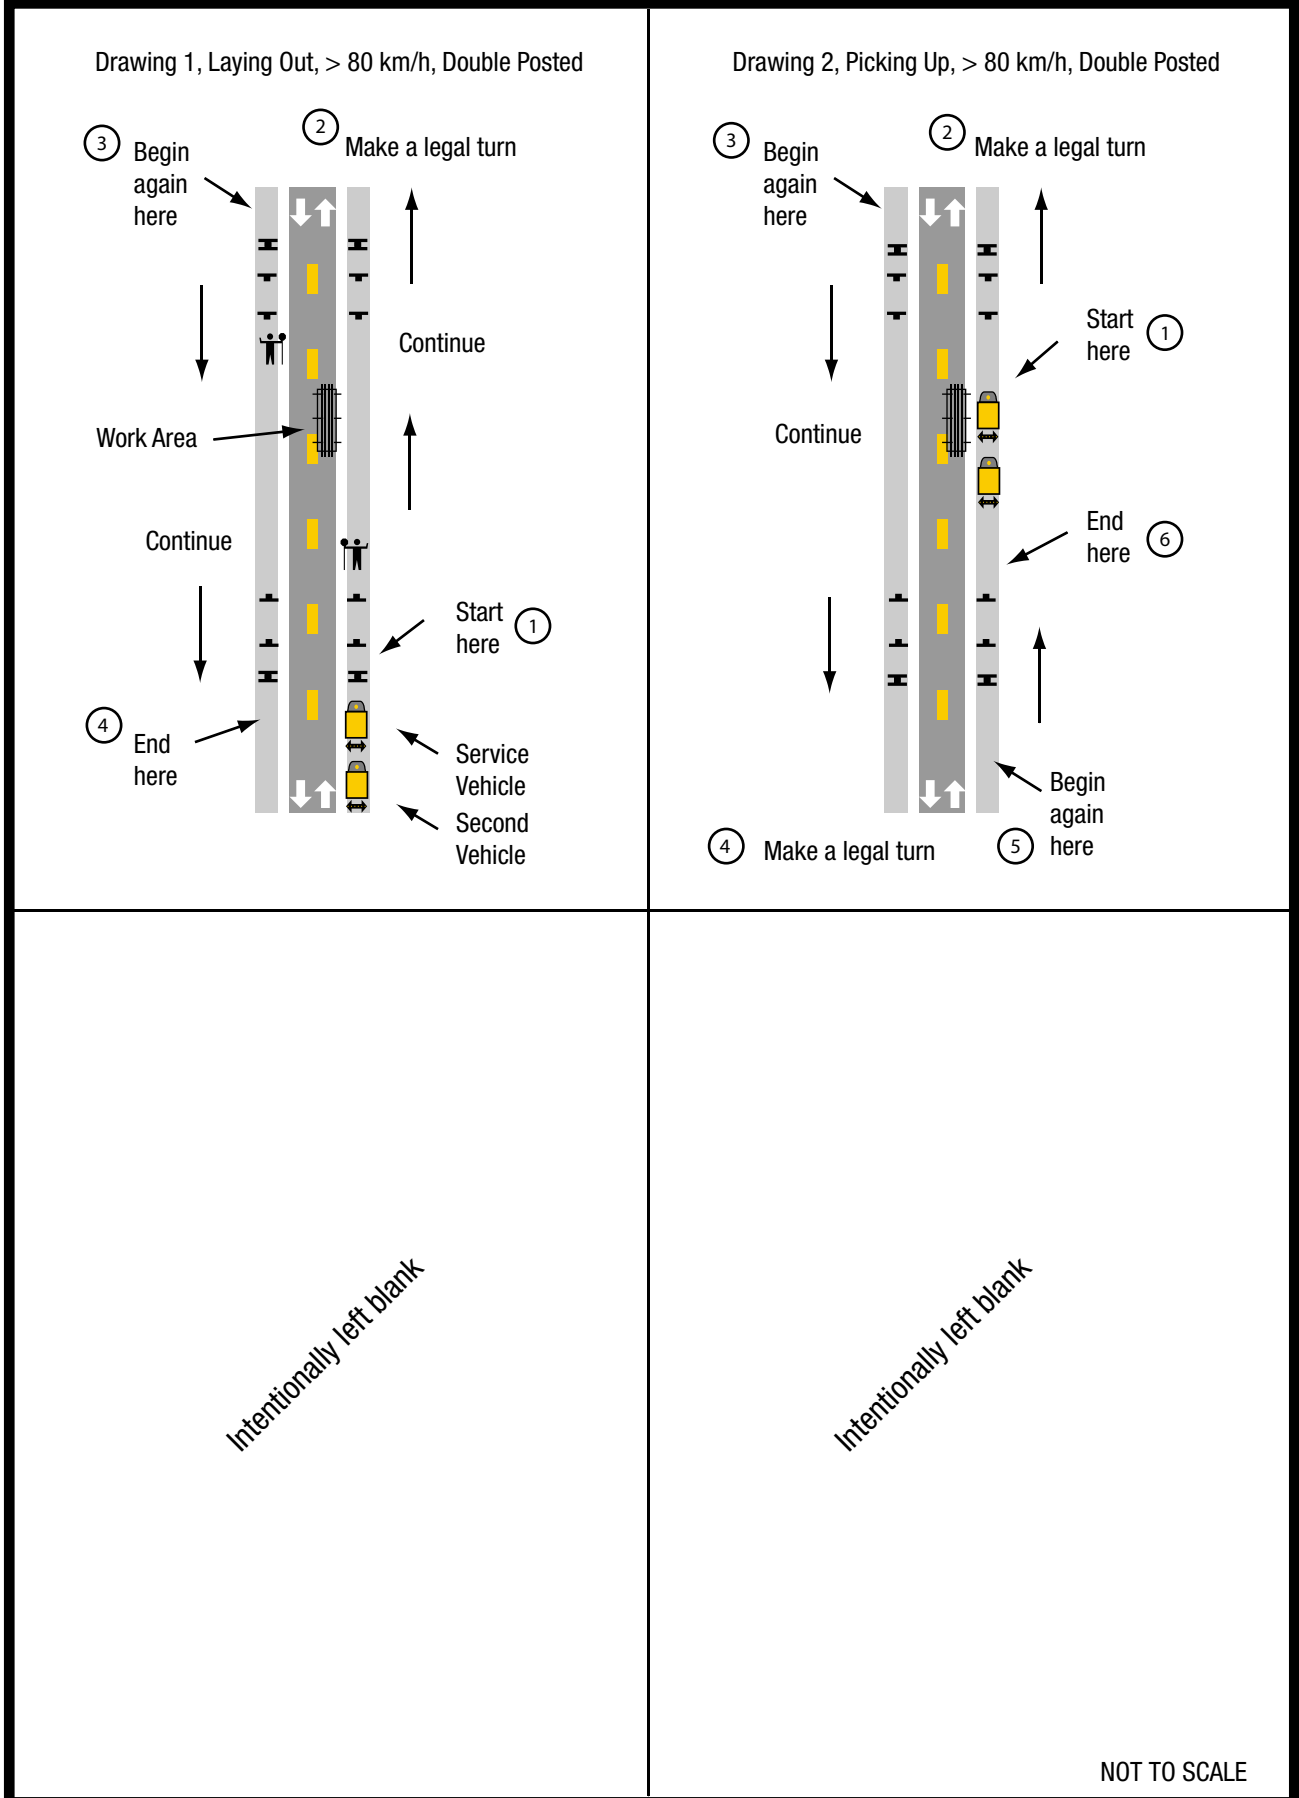 Drawing 1, Laying Out, > 80 km/h, Double Posted
3
Begin
again
here
2
Make a legal turn
Continue
Work Area
Continue
Start
here
1
4
End
here
Service
Vehicle
Second
Vehicle
Drawing 2, Picking Up, > 80 km/h, Double Posted
3
Begin
again
here
2
Make a legal turn
Start
here
1
Continue
End
here
6
Begin
again
here
4
Make a legal turn
5
Intentionally left blank
Intentionally left blank
NOT TO SCALE